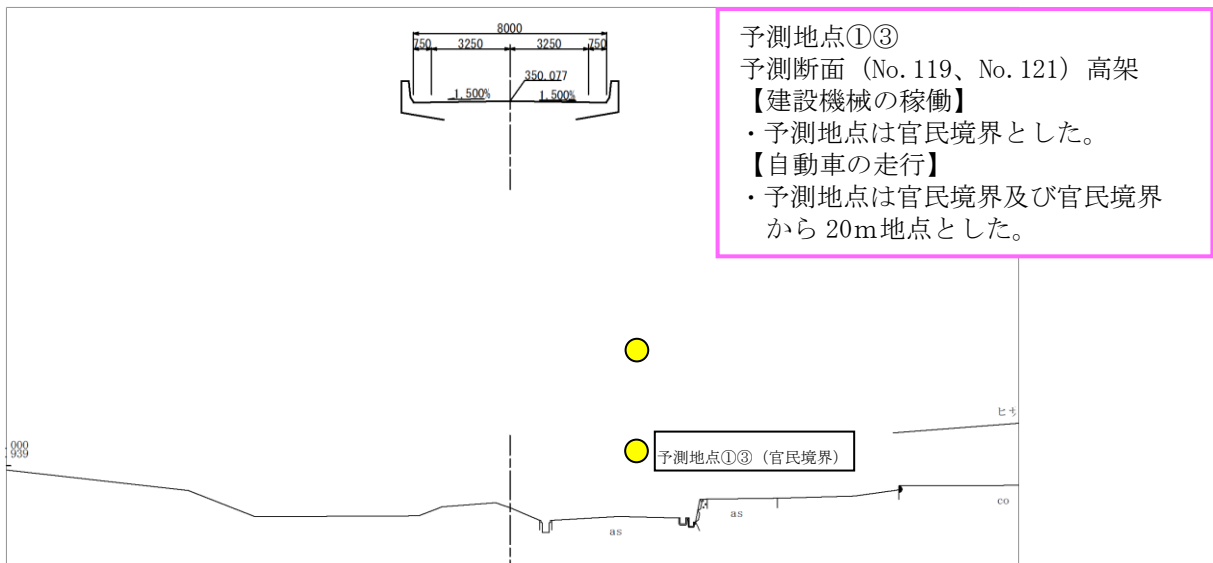 8000
750 3250 3250 750
350.077
1.500% 1.500%
予測地点①③
予測断面（No.119、No.121）高架
【建設機械の稼働】
・予測地点は官民境界とした。
【自動車の走行】
・予測地点は官民境界及び官民境界
から 20ｍ地点とした。
ヒサ
000
939
予測地点①③（官民境界）
as
as
co